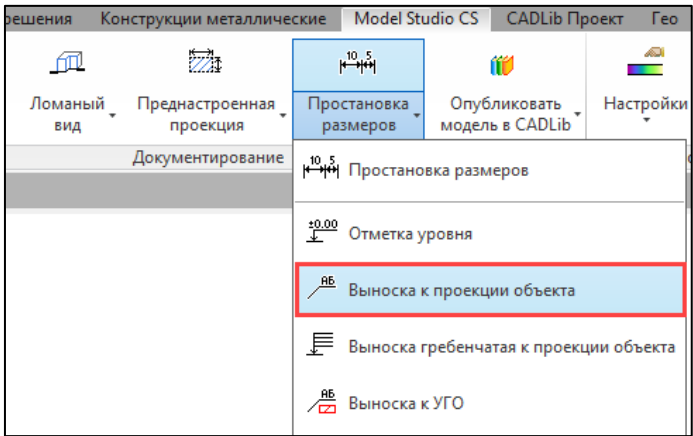 решения Конструкции металлические Model Studio CS CADLib Проект Гео
Ломаный вид
Преднастроенная проекция
10 5
Простановка размеров
Опубликовать модель в CADLib
Настройки
Документирование
10 5 Простановка размеров
±0.00 Отметка уровня
АБ Выноска к проекции объекта
Выноска гребенчатая к проекции объекта
АБ Выноска к УГО